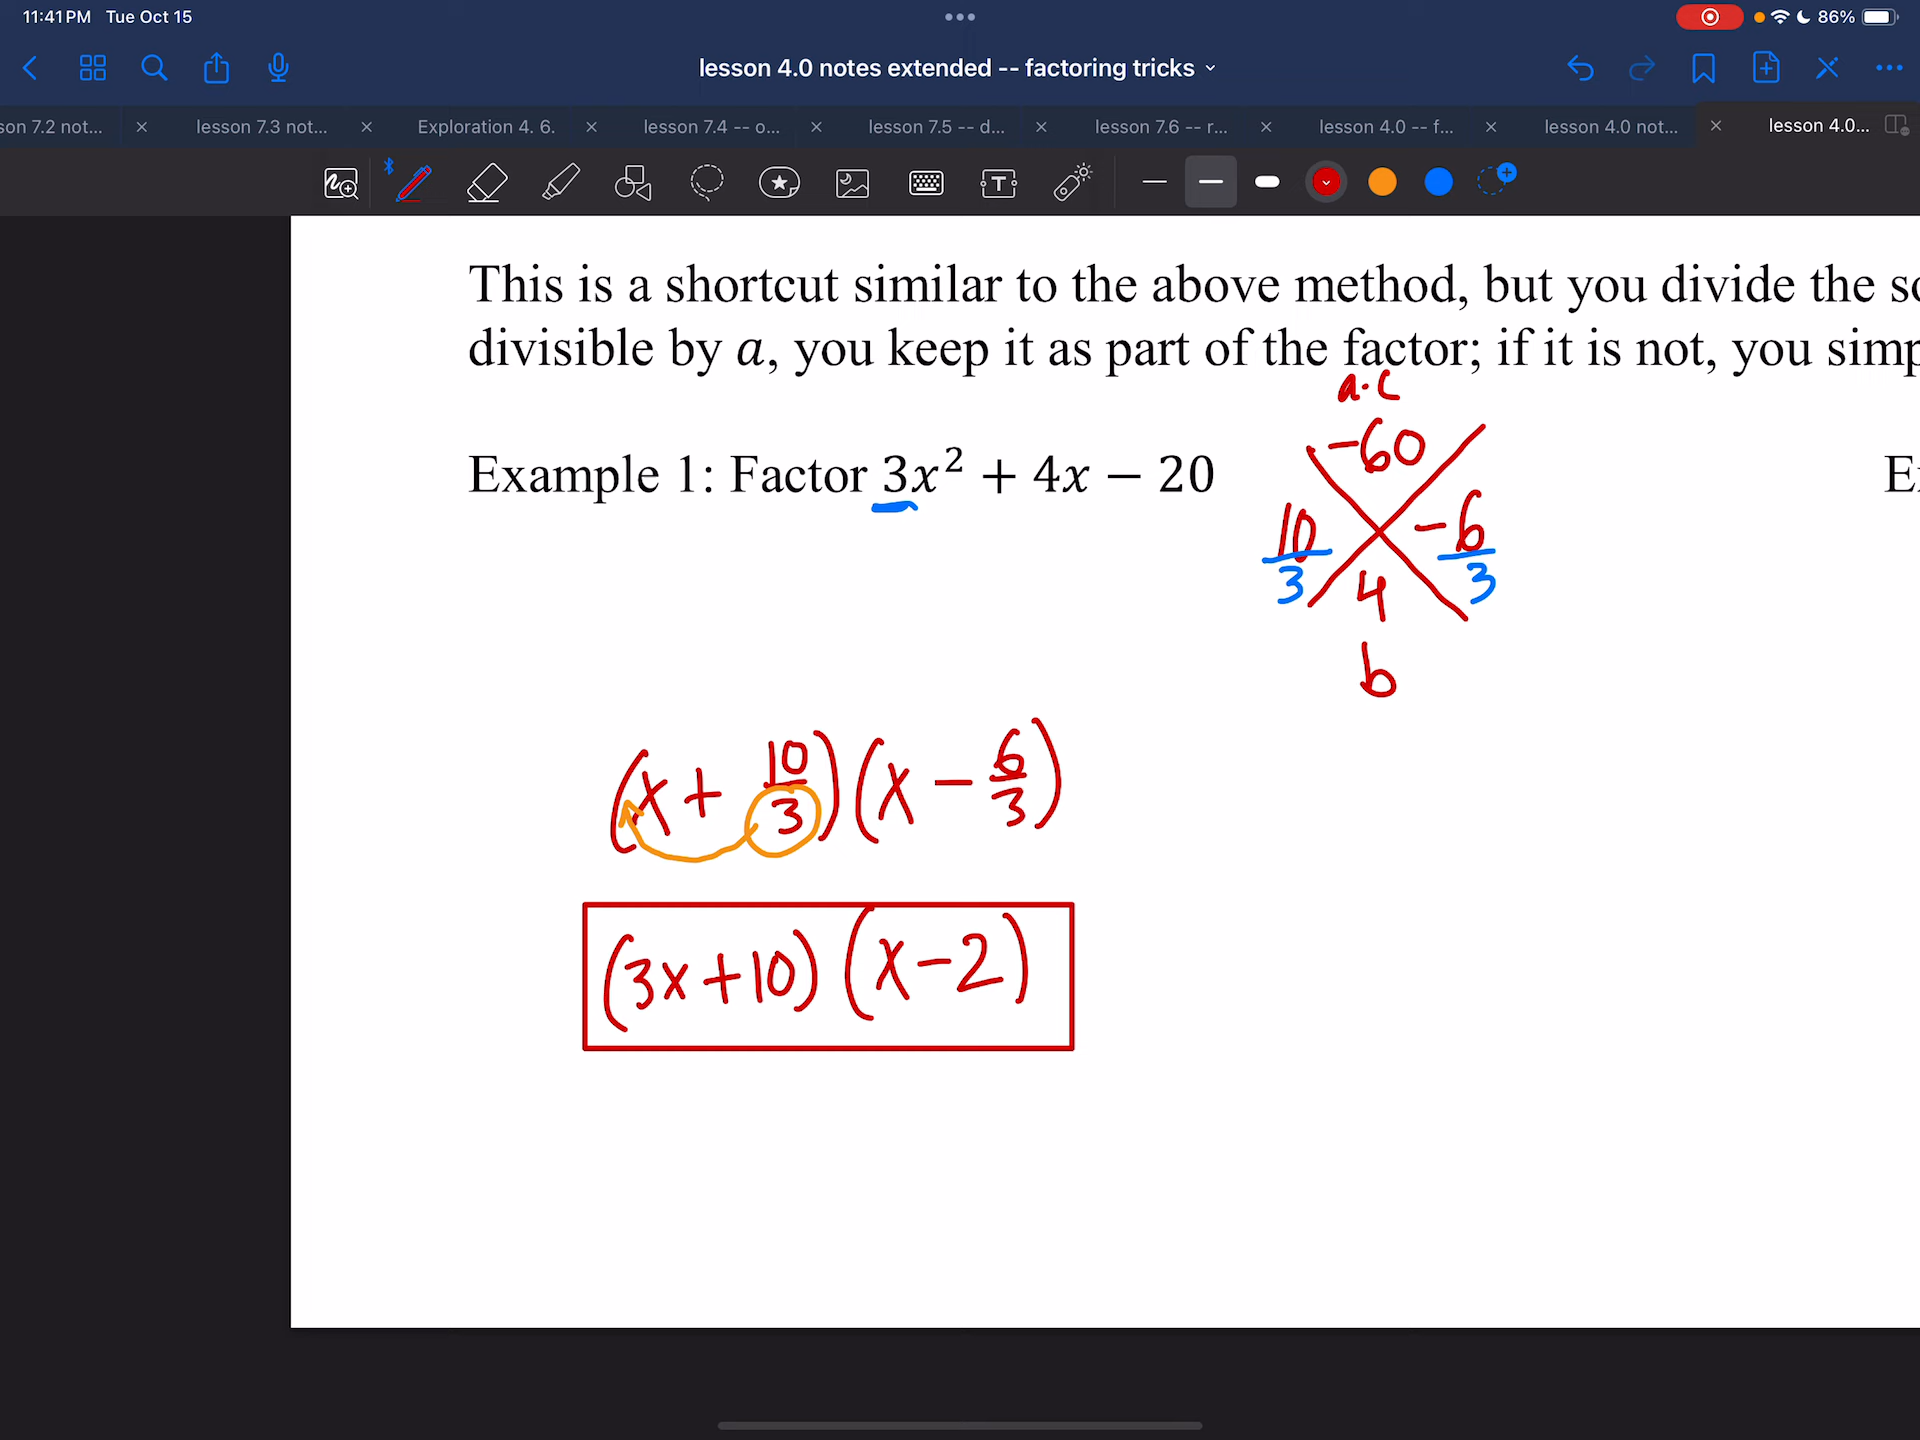 11:41 PM Tue Oct 15
86%
lesson 4.0 notes extended -- factoring tricks
son 7.2 not...
lesson 7.3 not...
Exploration 4. 6.
lesson 7.4 -- o...
lesson 7.5 -- d...
lesson 7.6 -- r...
lesson 4.0 -- f...
lesson 4.0 not...
lesson 4.0...
This is a shortcut similar to the above method, but you divide the so
divisible by a, you keep it as part of the factor; if it is not, you simp
a·c
-60
Example 1: Factor 3x² + 4x − 20
10/3
-6/3
4
b
(x + 10/3)(x - 6/3)
(3x+10)(x-2)